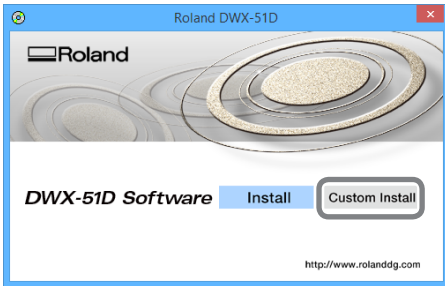 Roland DWX-51D
Roland
DWX-51D Software Install Custom Install
http://www.rolanddg.com